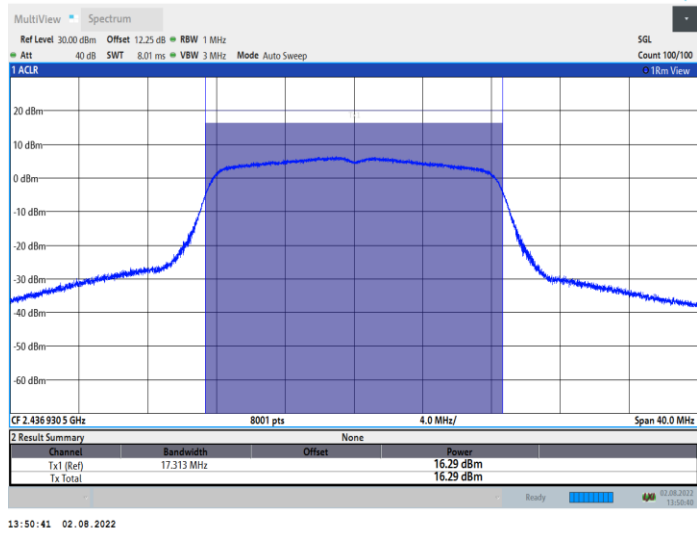 MultiView Spectrum
Ref Level 30.00 dBm Offset 12.25 dB RBW 1 MHz SGL
Att 40 dB SWT 8.01 ms VBW 3 MHz Mode Auto Sweep Count 100/100
1 ACLR 1Rm View
20 dBm
10 dBm
0 dBm
-10 dBm
-20 dBm
-30 dBm
-40 dBm
-50 dBm
-60 dBm
CF 2.436 930 5 GHz 8001 pts 4.0 MHz/ Span 40.0 MHz
2 Result Summary None
Channel Bandwidth Offset Power
Tx1 (Ref) 17.313 MHz 16.29 dBm
Tx Total 16.29 dBm
Ready 02.08.2022
13:50:40
13:50:41 02.08.2022